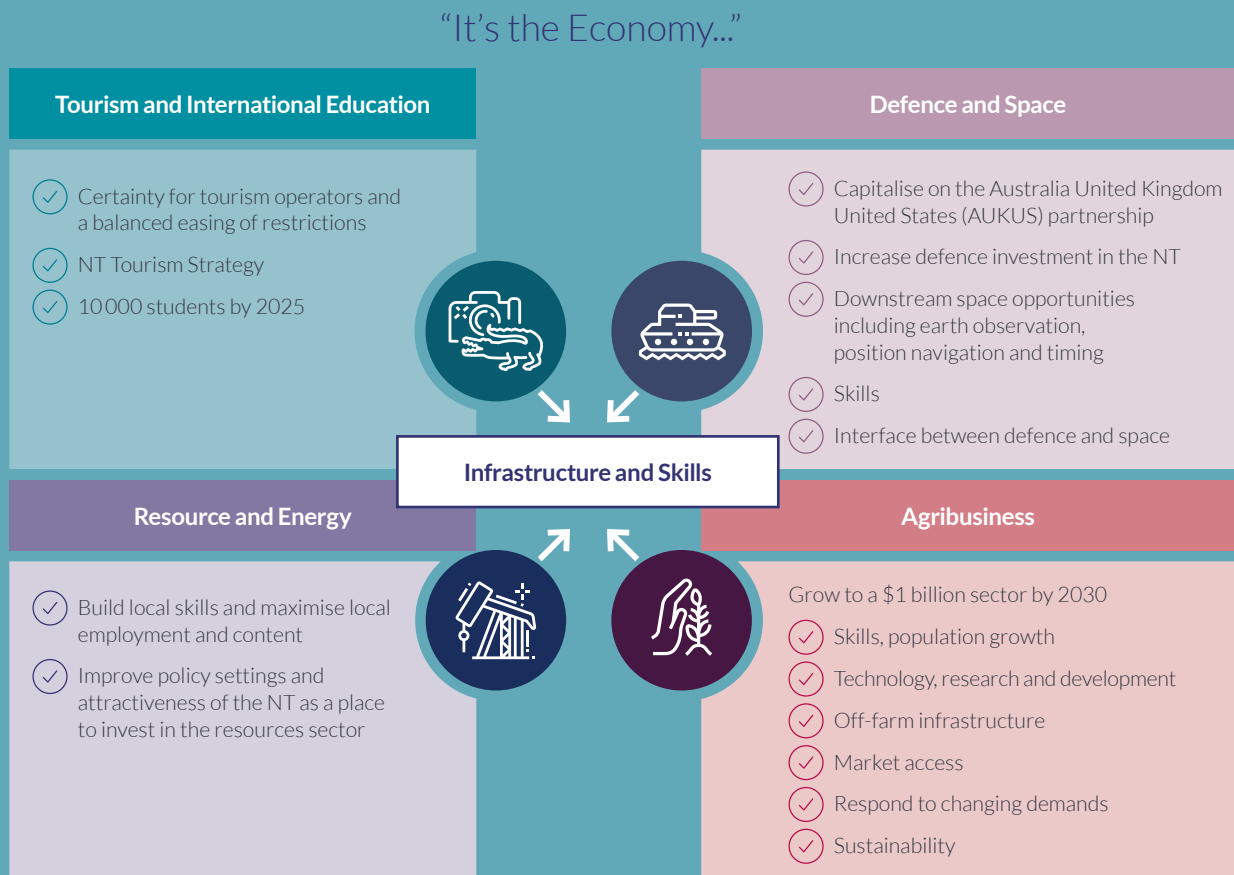 “It’s the Economy...”
Tourism and International Education
Certainty for tourism operators and
a balanced easing of restrictions
NT Tourism Strategy
10 000 students by 2025
Defence and Space
Capitalise on the Australia United Kingdom
United States (AUKUS) partnership
Increase defence investment in the NT
Downstream space opportunities
including earth observation,
position navigation and timing
Skills
Interface between defence and space
Infrastructure and Skills
Resource and Energy
Build local skills and maximise local
employment and content
Improve policy settings and
attractiveness of the NT as a place
to invest in the resources sector
Agribusiness
Grow to a $1 billion sector by 2030
Skills, population growth
Technology, research and development
Off-farm infrastructure
Market access
Respond to changing demands
Sustainability